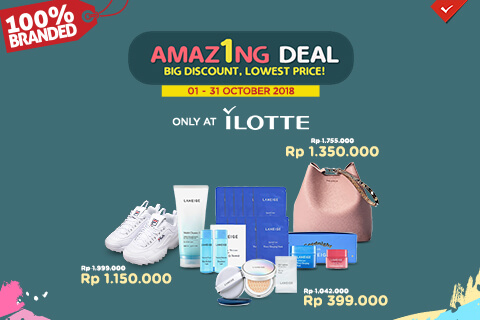 100%
BRANDED
AMAZ1NG DEAL
BIG DISCOUNT, LOWEST PRICE!
01 - 31 OCTOBER 2018
ONLY AT iLOTTE
Rp 1.755.000
Rp 1.350.000
LANEIGE
LANEIGE
Rp 1.999.000
Rp 1.150.000
Rp 1.042.000
Rp 399.000